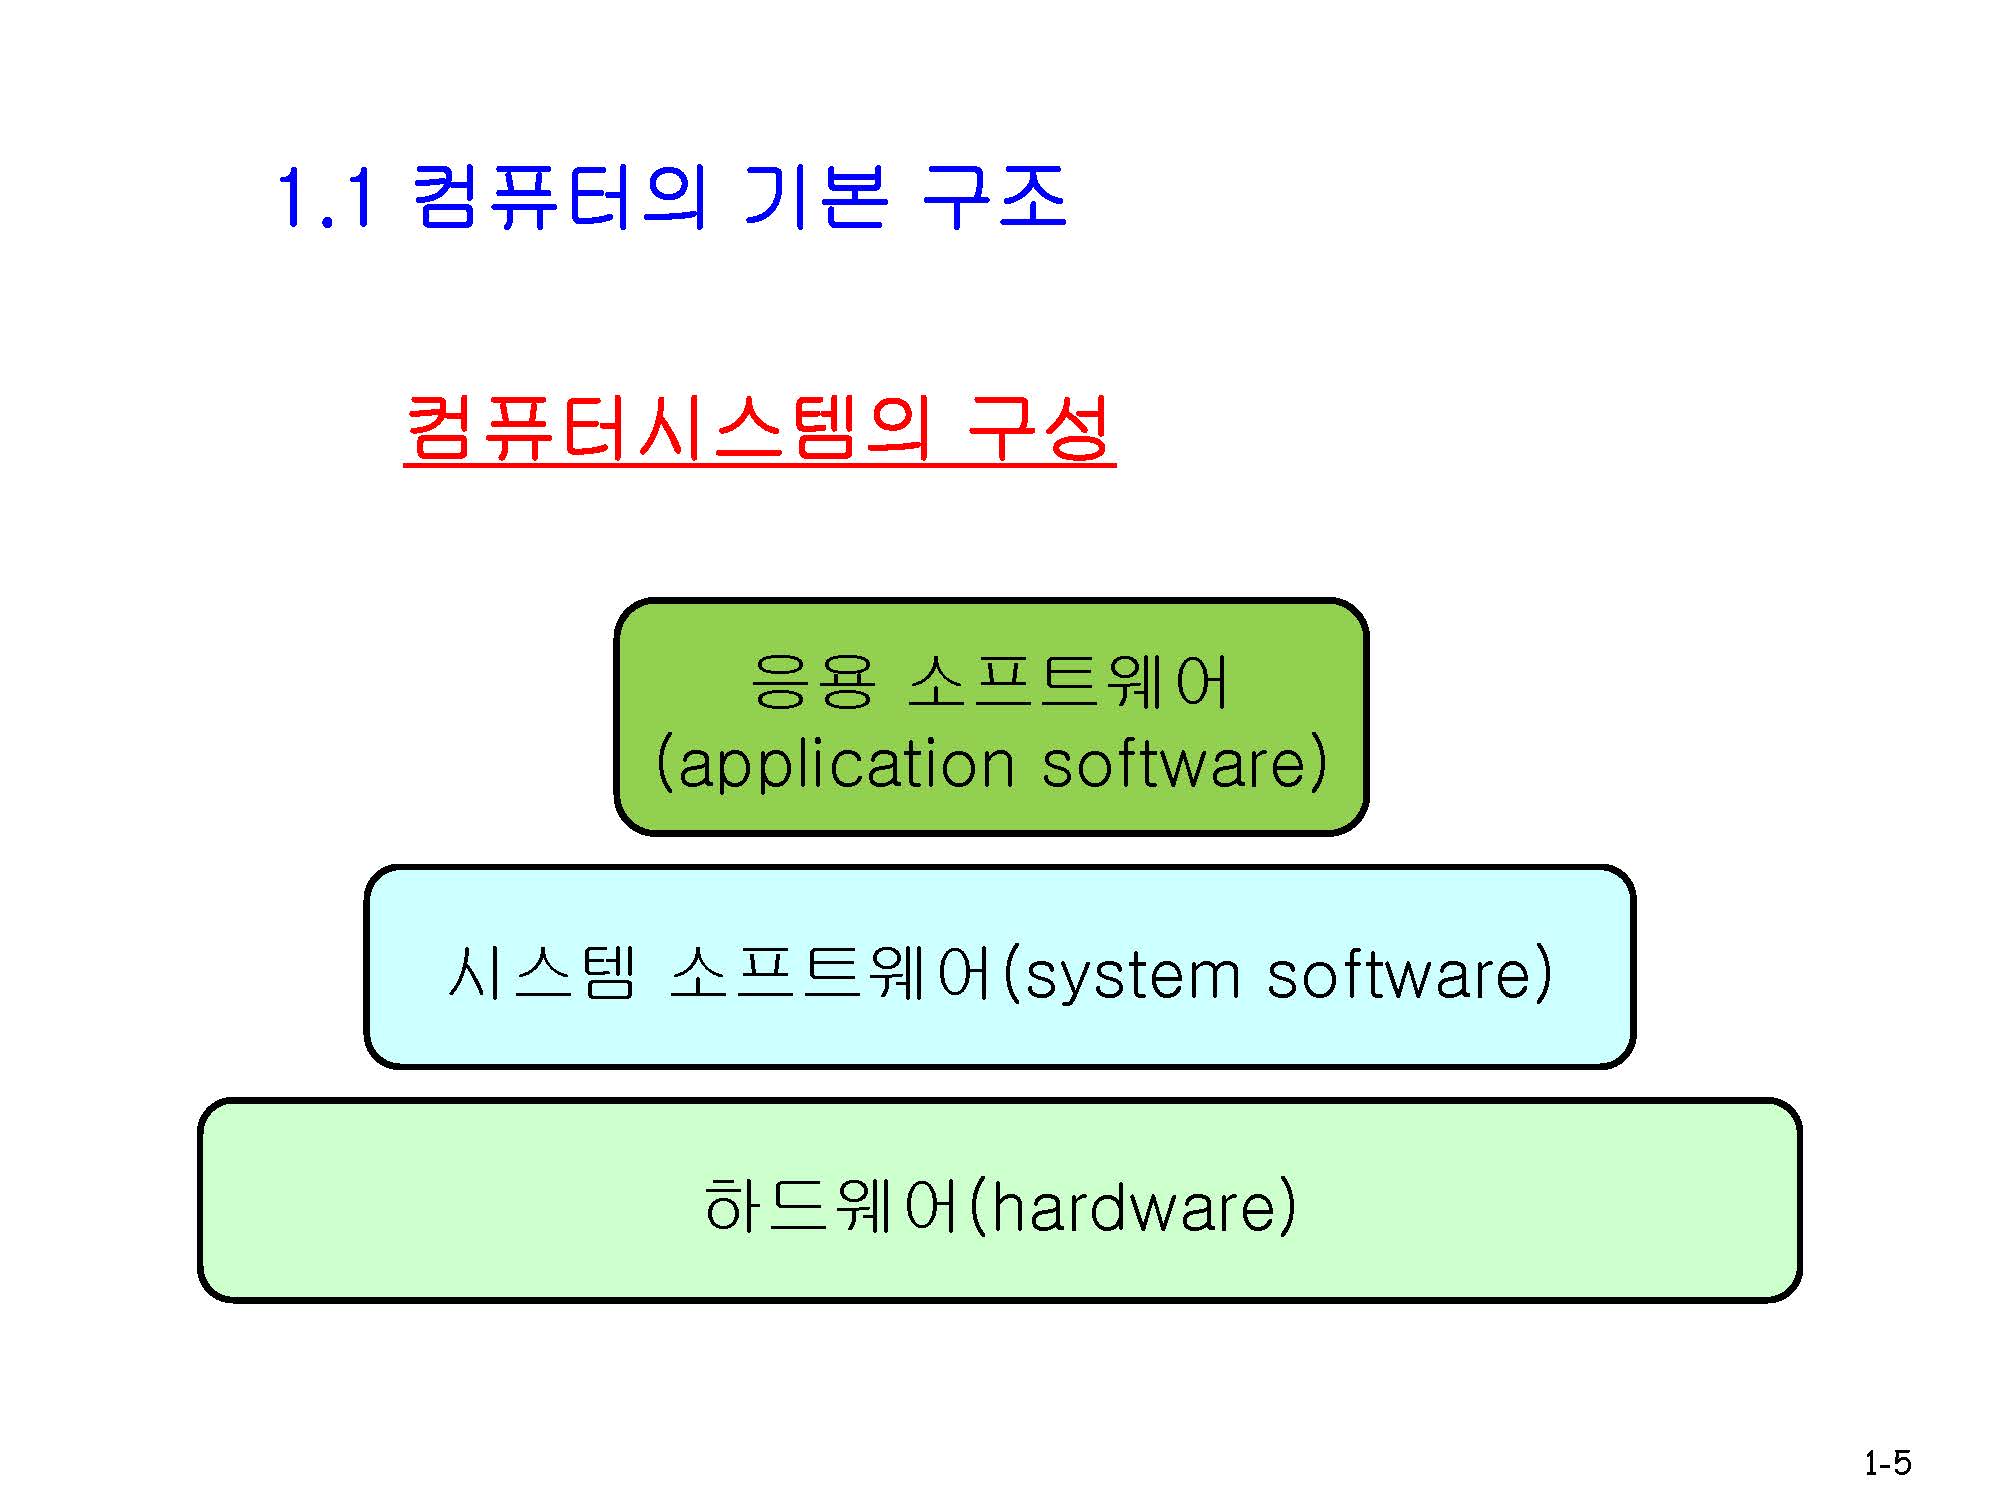 1.1 컴퓨터의 기본 구조
컴퓨터시스템의 구성
응용 소프트웨어
(application software)
시스템 소프트웨어(system software)
하드웨어(hardware)
1-5